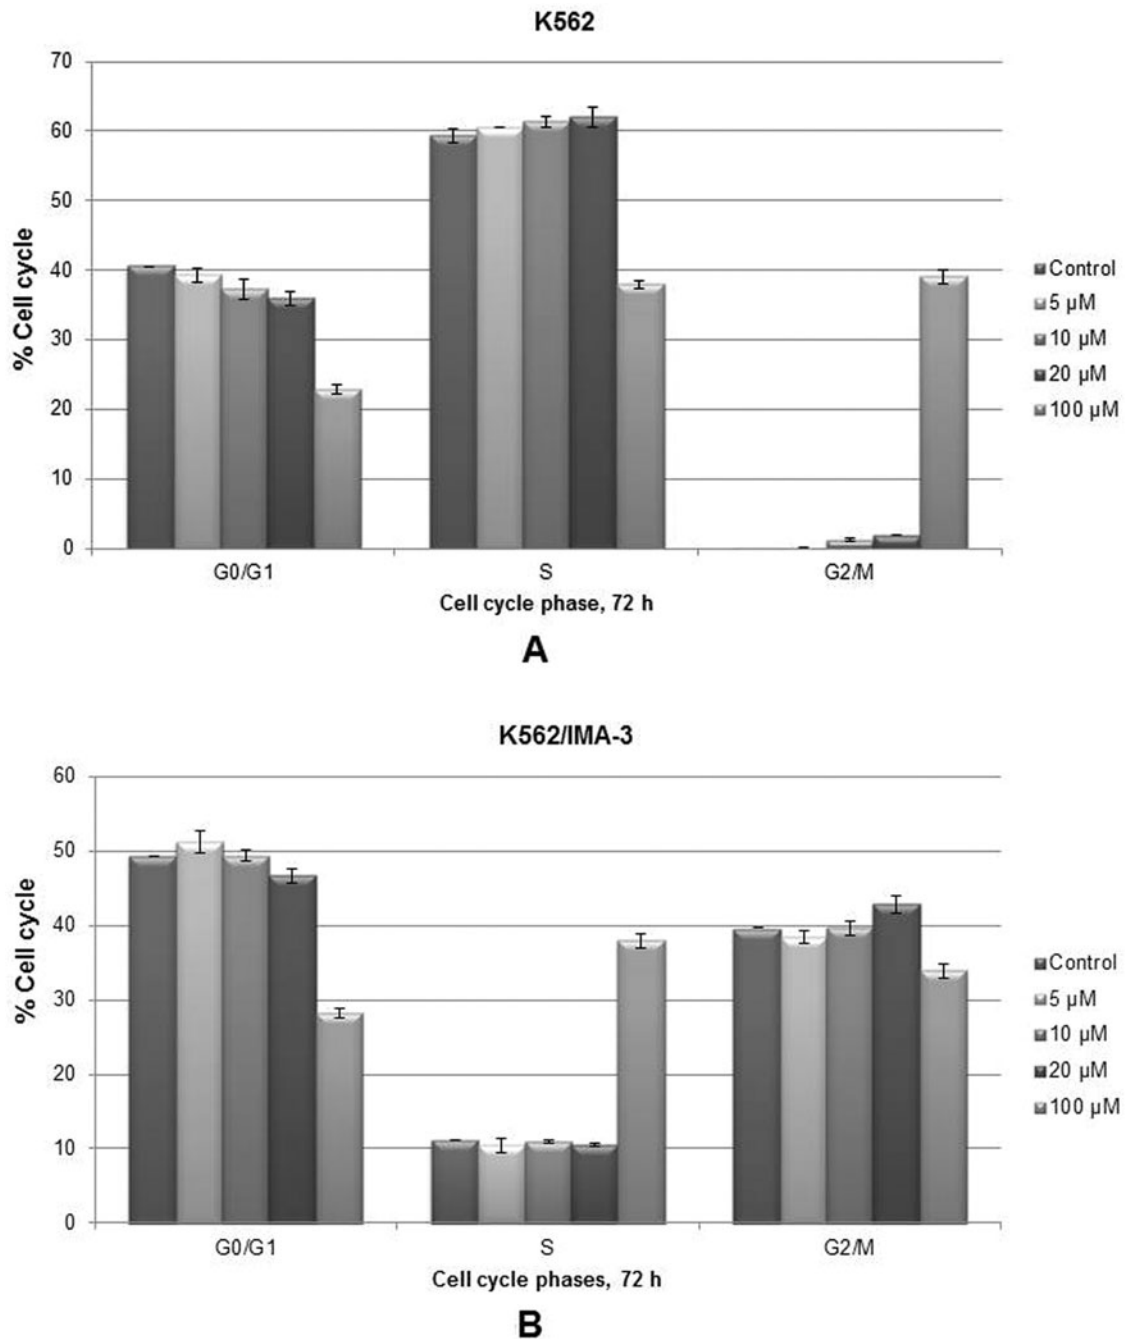 K562
70
60
50
40
30
20
10
0
% Cell cycle
G0/G1 S G2/M
Cell cycle phase, 72 h
Control
5 µM
10 µM
20 µM
100 µM
A
K562/IMA-3
60
50
40
30
20
10
0
% Cell cycle
G0/G1 S G2/M
Cell cycle phases, 72 h
Control
5 µM
10 µM
20 µM
100 µM
B